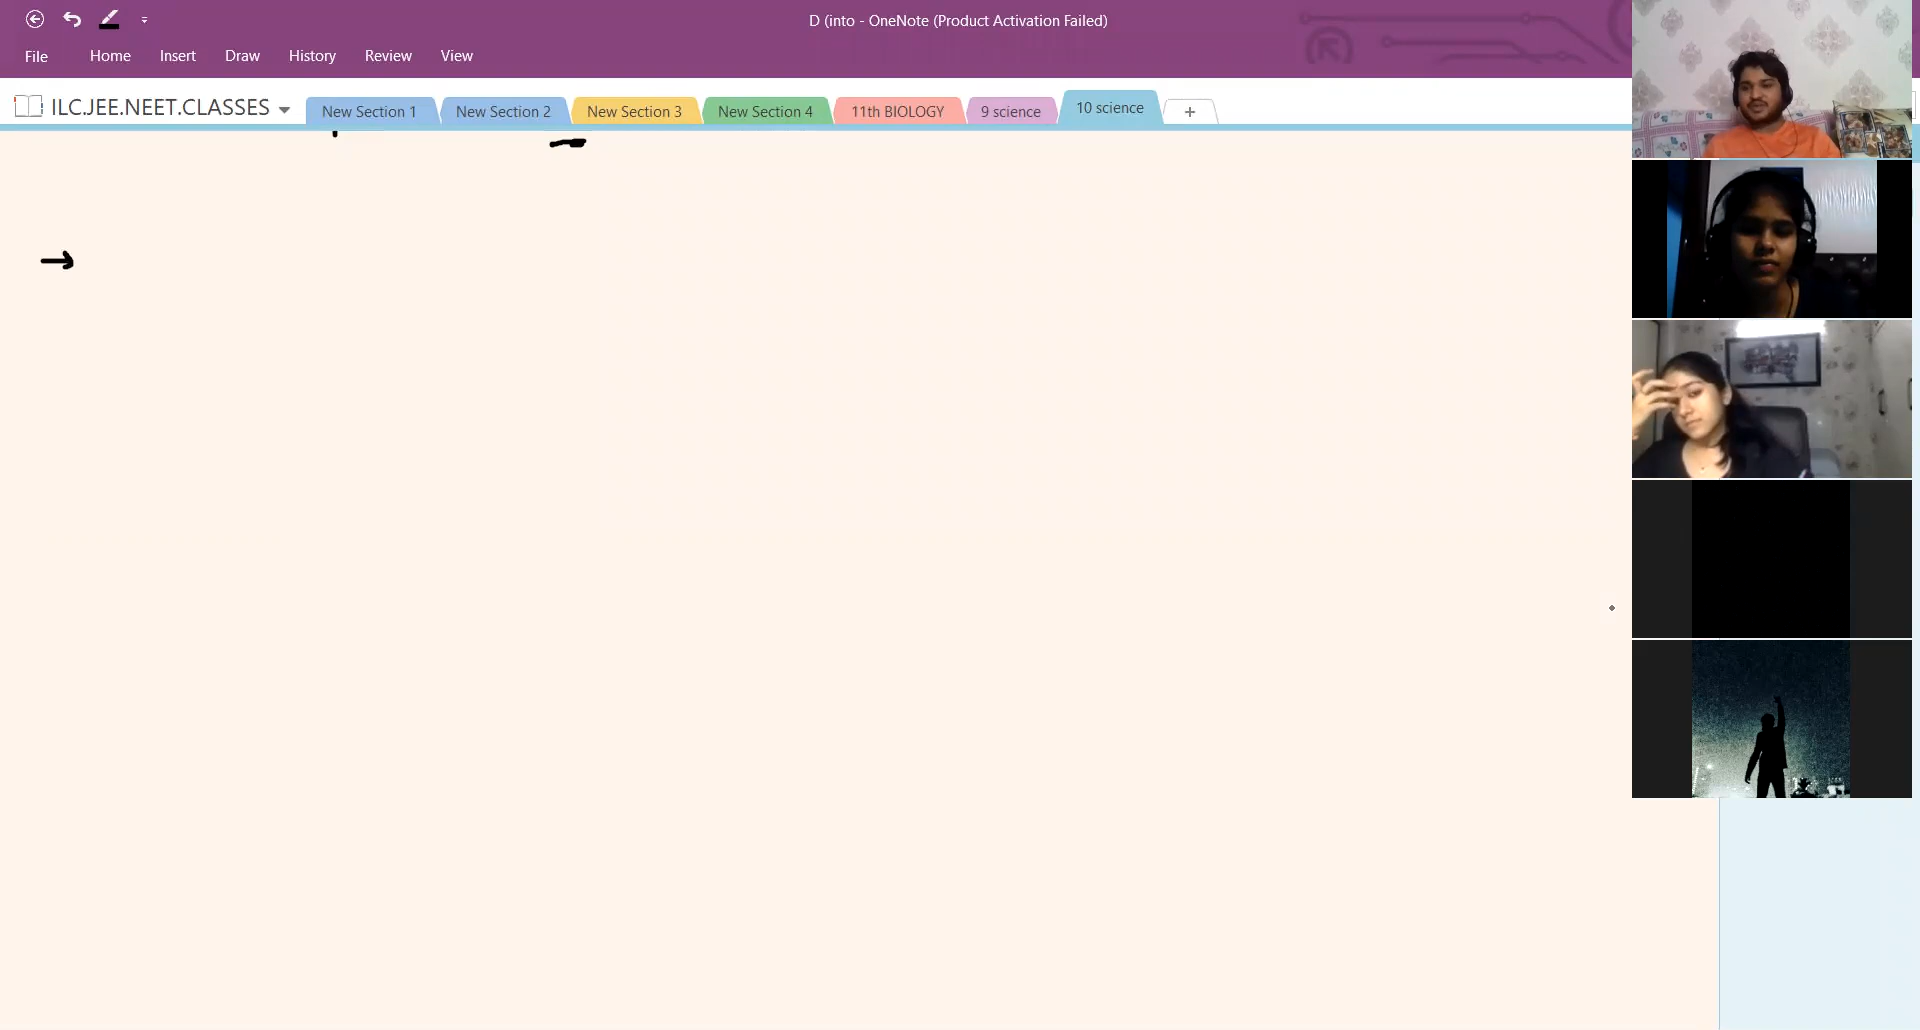 D (into - OneNote (Product Activation Failed)
File Home Insert Draw History Review View
ILC.JEE.NEET.CLASSES New Section 1 New Section 2 New Section 3 New Section 4 11th BIOLOGY 9 science 10 science +